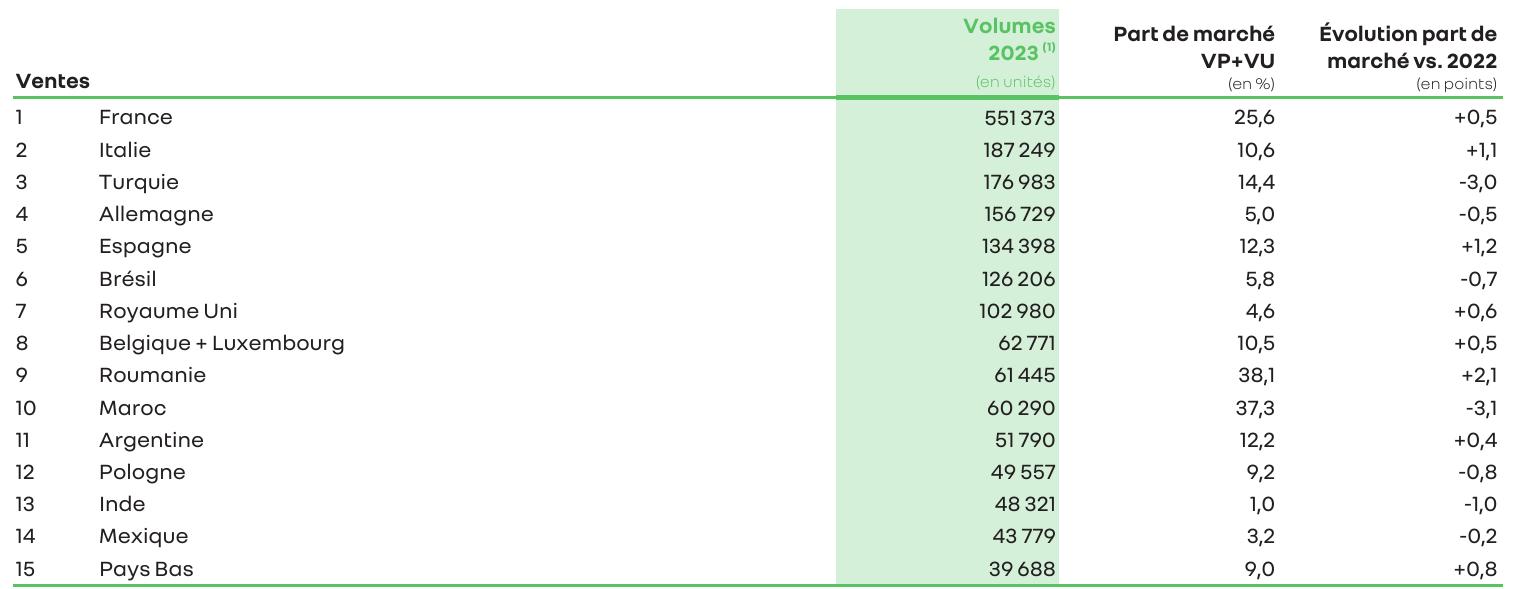 Ventes Volumes 2023 (1) (en unités) Part de marché VP+VU (en %) Évolution part de marché vs. 2022 (en points)
1 France 551 373 25,6 +0,5
2 Italie 187 249 10,6 +1,1
3 Turquie 176 983 14,4 -3,0
4 Allemagne 156 729 5,0 -0,5
5 Espagne 134 398 12,3 +1,2
6 Brésil 126 206 5,8 -0,7
7 Royaume Uni 102 980 4,6 +0,6
8 Belgique + Luxembourg 62 771 10,5 +0,5
9 Roumanie 61 445 38,1 +2,1
10 Maroc 60 290 37,3 -3,1
11 Argentine 51 790 12,2 +0,4
12 Pologne 49 557 9,2 -0,8
13 Inde 48 321 1,0 -1,0
14 Mexique 43 779 3,2 -0,2
15 Pays Bas 39 688 9,0 +0,8